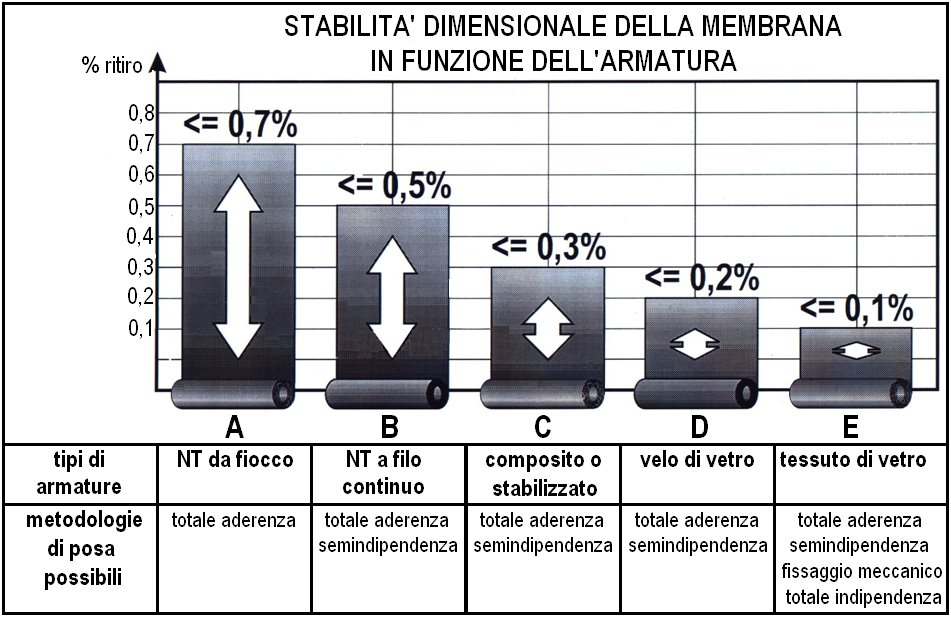 STABILITA' DIMENSIONALE DELLA MEMBRANA
IN FUNZIONE DELL'ARMATURA
% ritiro
0,8
0,7
0,6
0,5
0,4
0,3
0,2
0,1
<= 0,7%
<= 0,5%
<= 0,3%
<= 0,2%
<= 0,1%
A
B
C
D
E
tipi di
armature
NT da fiocco
NT a filo
continuo
composito o
stabilizzato
velo di vetro
tessuto di vetro
metodologie
di posa
possibili
totale aderenza
totale aderenza
semindipendenza
totale aderenza
semindipendenza
totale aderenza
semindipendenza
totale aderenza
semindipendenza
fissaggio meccanico
totale indipendenza